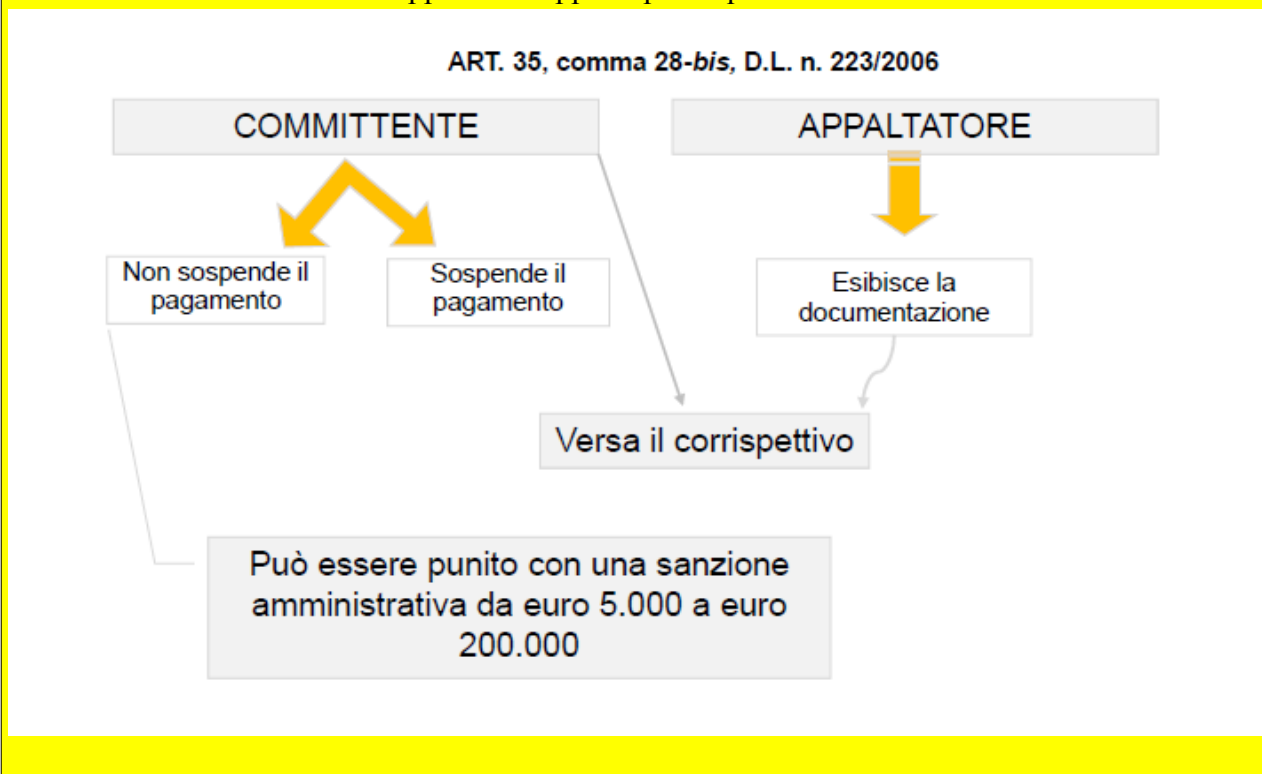 ART. 35, comma 28-bis, D.L. n. 223/2006
COMMITTENTE
APPALTATORE
Non sospende il
pagamento
Sospende il
pagamento
Esibisce la
documentazione
Versa il corrispettivo
Può essere punito con una sanzione
amministrativa da euro 5.000 a euro
200.000